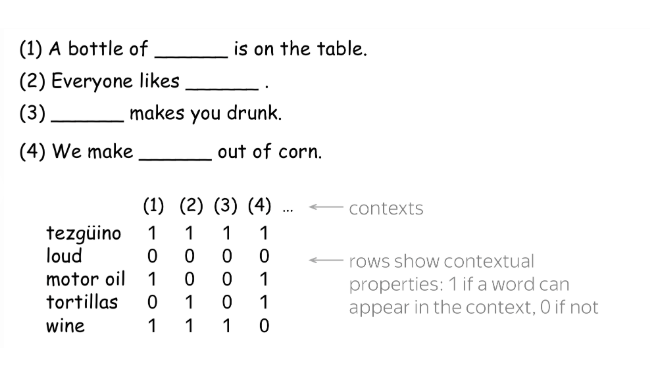 (1) A bottle of _______ is on the table.
(2) Everyone likes _______ .
(3) _______ makes you drunk.
(4) We make _______ out of corn.
(1) (2) (3) (4) ... contexts
tezgüino 1 1 1 1
loud 0 0 0 0 rows show contextual
motor oil 1 0 0 1 properties: 1 if a word can
tortillas 0 1 0 1 appear in the context, 0 if not
wine 1 1 1 0